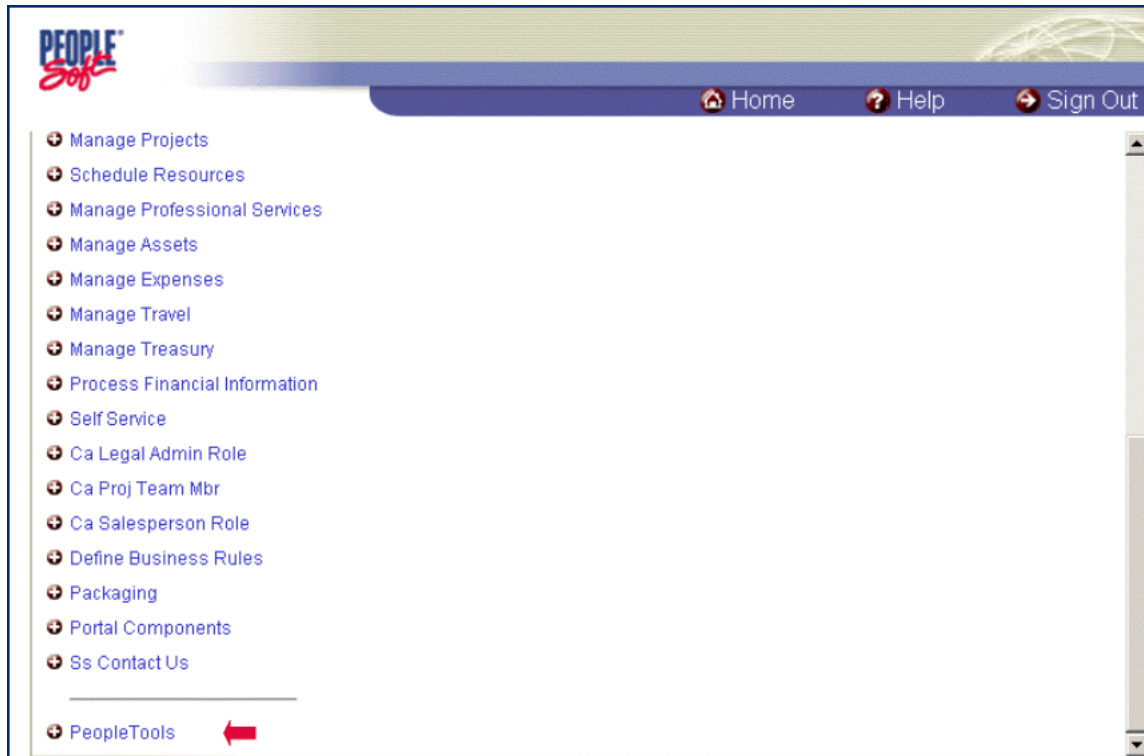 PEOPLE
Soft
Home Help Sign Out
Manage Projects
Schedule Resources
Manage Professional Services
Manage Assets
Manage Expenses
Manage Travel
Manage Treasury
Process Financial Information
Self Service
Ca Legal Admin Role
Ca Proj Team Mbr
Ca Salesperson Role
Define Business Rules
Packaging
Portal Components
Ss Contact Us
PeopleTools